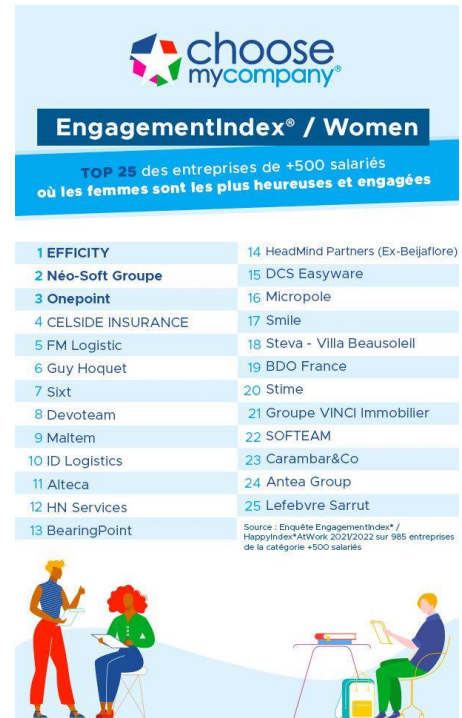 choose
mycompany®
EngagementIndex® / Women
TOP 25 des entreprises de +500 salariés
où les femmes sont les plus heureuses et engagées
1 EFFICITY
2 Néo-Soft Groupe
3 Onepoint
4 CELSIDE INSURANCE
5 FM Logistic
6 Guy Hoquet
7 Sixt
8 Devoteam
9 Maltem
10 ID Logistics
11 Alteca
12 HN Services
13 BearingPoint
14 HeadMind Partners (Ex-Beijaflore)
15 DCS Easyware
16 Micropole
17 Smile
18 Steva - Villa Beausoleil
19 BDO France
20 Stime
21 Groupe VINCI Immobilier
22 SOFTEAM
23 Carambar&Co
24 Antea Group
25 Lefebvre Sarrut
Source : Enquête EngagementIndex® /
HappyIndex®AtWork 2021/2022 sur 985 entreprises
de la catégorie +500 salariés